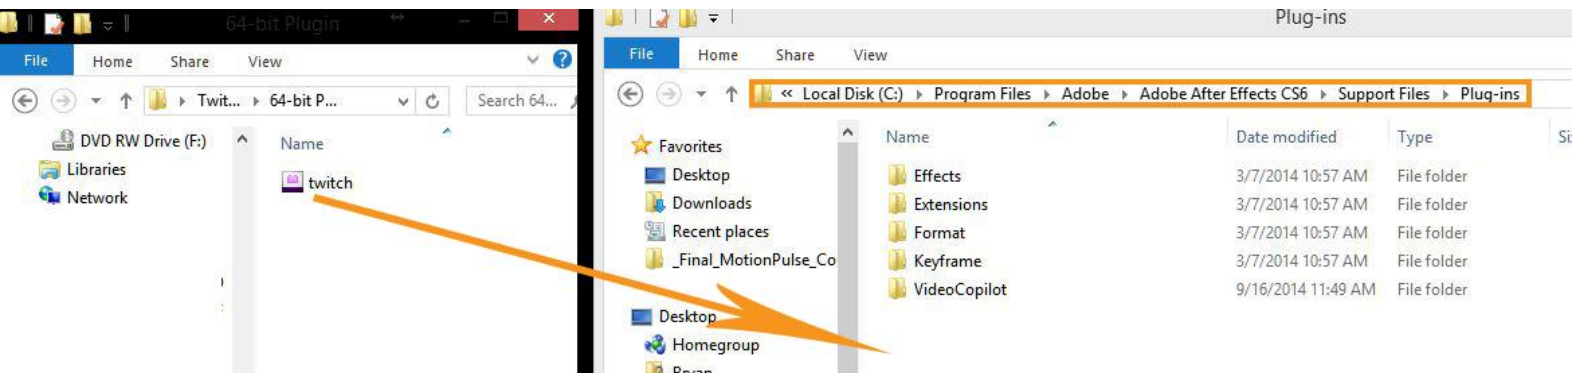 64-bit Plugin
File Home Share View
Twit... 64-bit P... Search 64...
DVD RW Drive (F:)
Libraries
Network
Name
twitch
Plug-ins
File Home Share View
« Local Disk (C:) Program Files Adobe Adobe After Effects CS6 Support Files Plug-ins
Favorites
Desktop
Downloads
Recent places
_Final_MotionPulse_Co
Desktop
Homegroup
Bryan
Name Date modified Type
Effects 3/7/2014 10:57 AM File folder
Extensions 3/7/2014 10:57 AM File folder
Format 3/7/2014 10:57 AM File folder
Keyframe 3/7/2014 10:57 AM File folder
VideoCopilot 9/16/2014 11:49 AM File folder